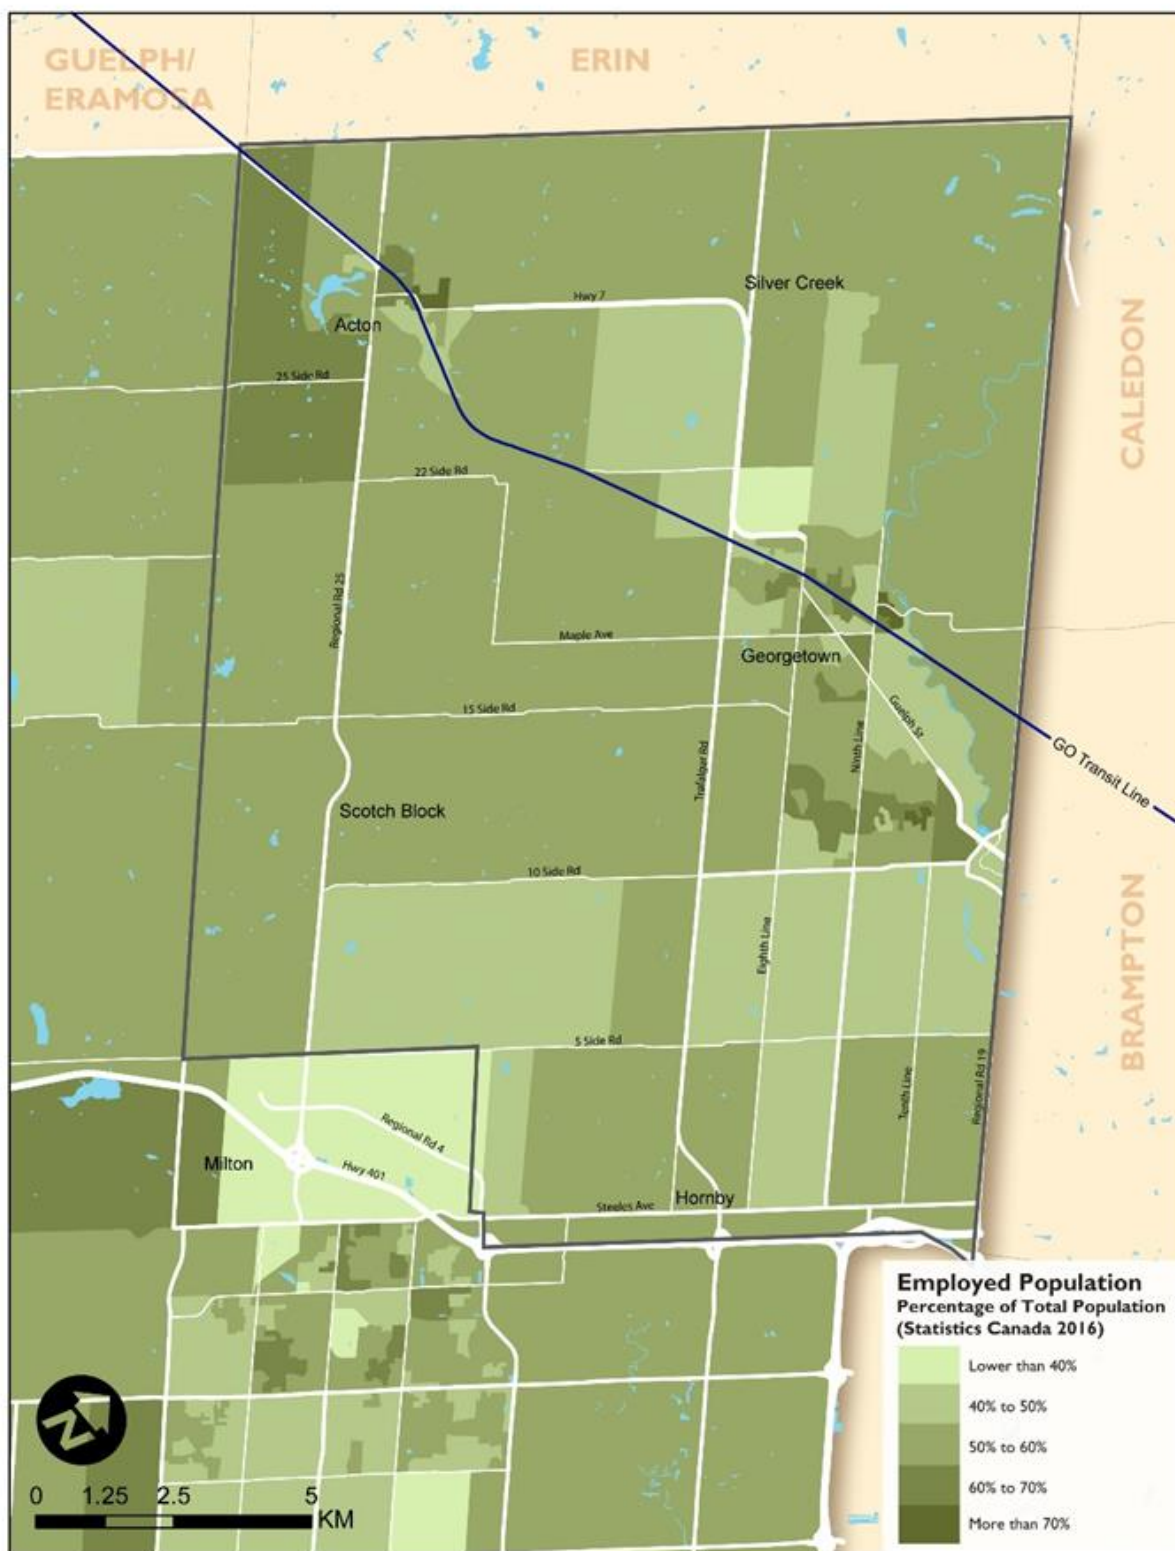 GUELPH/
ERAMOSA
ERIN
Silver Creek
Hwy 7
Acton
CALEDON
25 Side Rd
22 Side Rd
Regional Rd 25
Maple Ave
Georgetown
15 Side Rd
Guelph St
Ninth Line
Trafalgar Rd
GO Transit Line
Scotch Block
10 Side Rd
Eighth Line
BRAMPTON
5 Side Rd
Tenth Line
Regional Rd 19
Regional Rd 4
Milton
Hwy 401
Hornby
Steeles Ave
Employed Population
Percentage of Total Population
(Statistics Canada 2016)
Lower than 40%
40% to 50%
50% to 60%
60% to 70%
More than 70%
N
0 1.25 2.5 5
KM